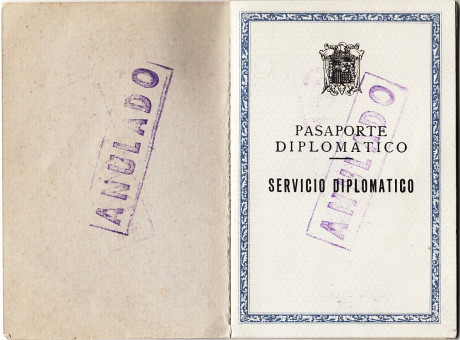 ANULADO
PASAPORTE
DIPLOMATICO
SERVICIO DIPLOMATICO
ANULADO